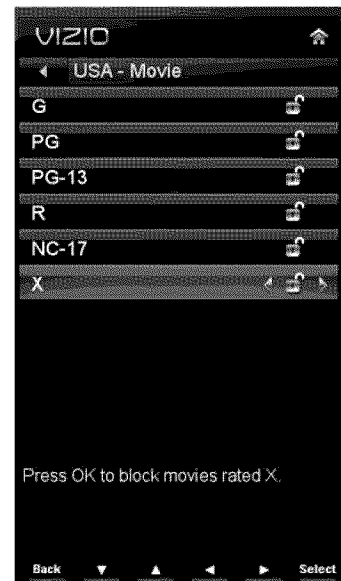 VIZIO
USA - Movie
G
PG
PG-13
R
NC-17
X
Press OK to block movies rated X.
Back Select